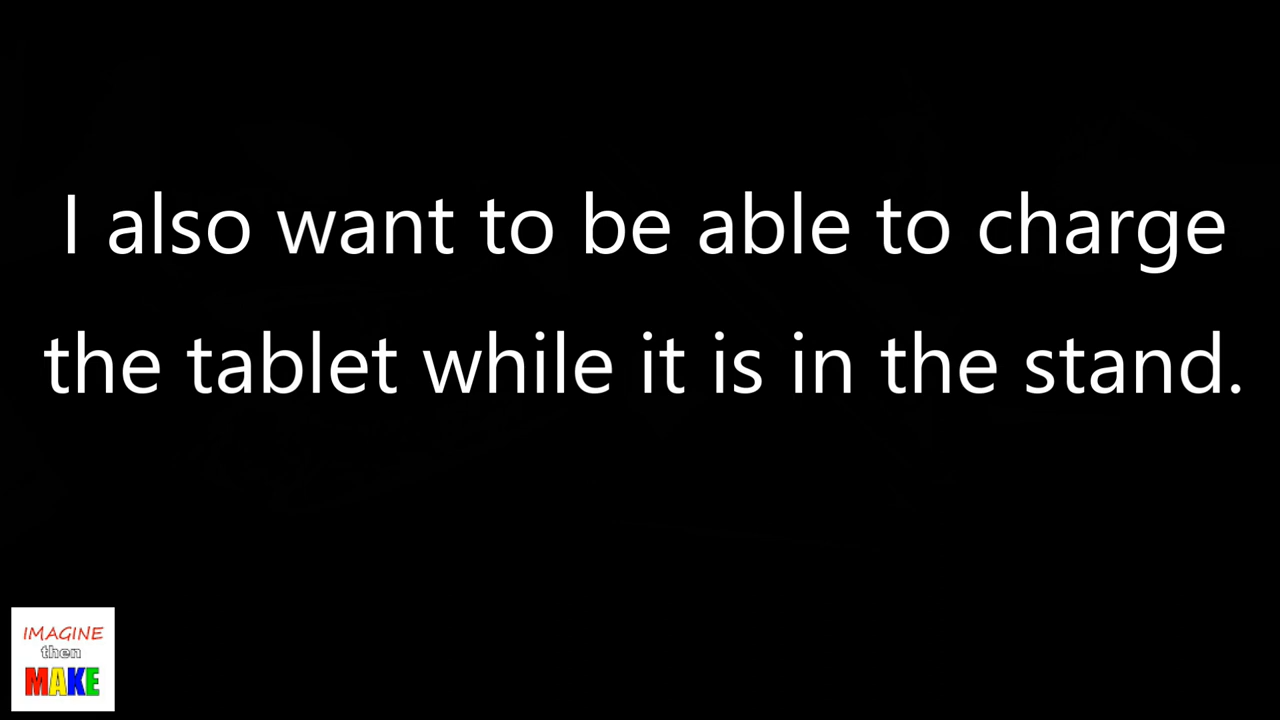 I also want to be able to charge
the tablet while it is in the stand.
IMAGINE
then
MAKE